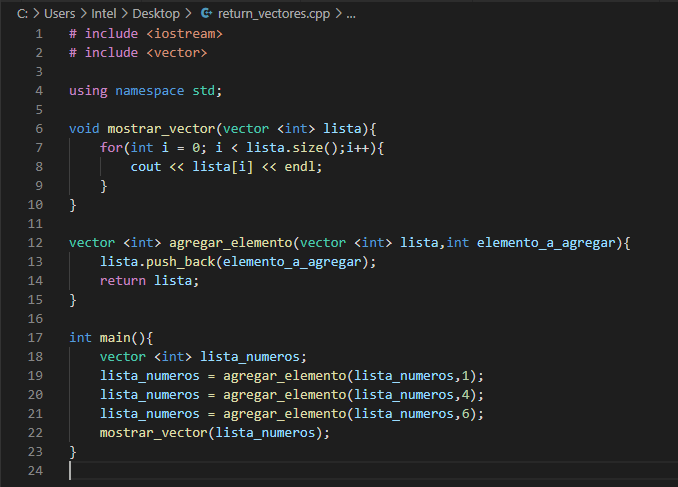 C: > Users > Intel > Desktop > return_vectores.cpp > ...
1 # include <iostream>
2 # include <vector>
3
4 using namespace std;
5
6 void mostrar_vector(vector <int> lista){
7     for(int i = 0; i < lista.size();i++){
8         cout << lista[i] << endl;
9     }
10 }
11
12 vector <int> agregar_elemento(vector <int> lista,int elemento_a_agregar){
13     lista.push_back(elemento_a_agregar);
14     return lista;
15 }
16
17 int main(){
18     vector <int> lista_numeros;
19     lista_numeros = agregar_elemento(lista_numeros,1);
20     lista_numeros = agregar_elemento(lista_numeros,4);
21     lista_numeros = agregar_elemento(lista_numeros,6);
22     mostrar_vector(lista_numeros);
23 }
24